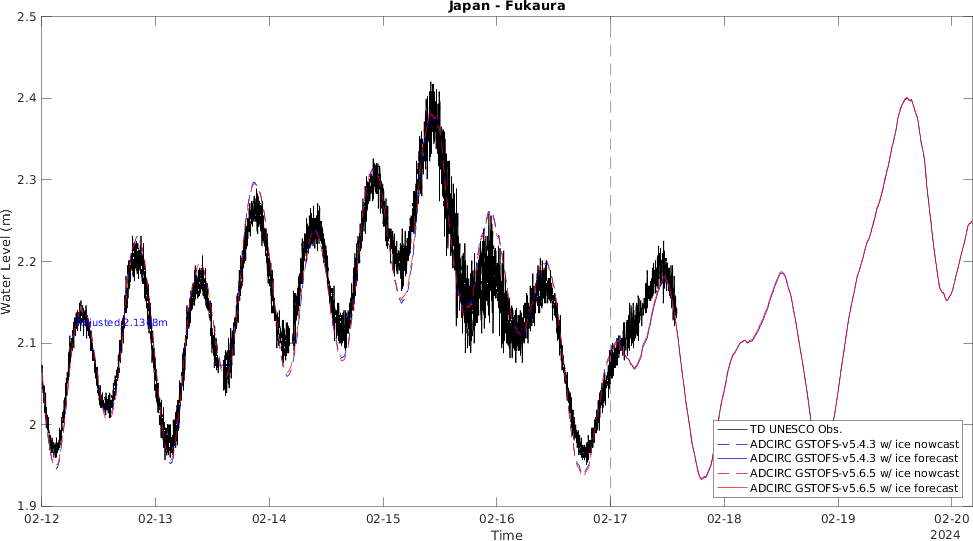 Japan - Fukaura
2.5
2.4
2.3
2.2
2.1
2
1.9
Water Level (m)
02-12
02-13
02-14
02-15
02-16
02-17
02-18
02-19
02-20
2024
Time
TD UNESCO Obs.
ADCIRC GSTOFS-v5.4.3 w/ ice nowcast
ADCIRC GSTOFS-v5.4.3 w/ ice forecast
ADCIRC GSTOFS-v5.6.5 w/ ice nowcast
ADCIRC GSTOFS-v5.6.5 w/ ice forecast